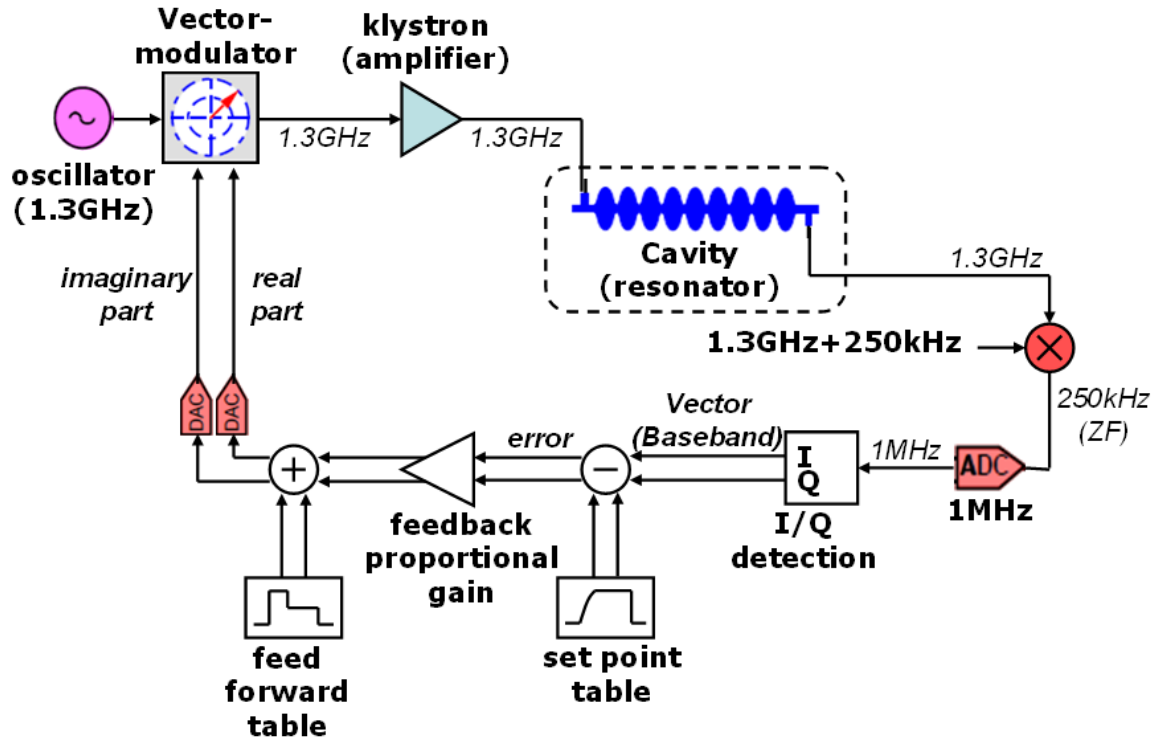 Vector-
modulator
klystron
(amplifier)
oscillator
(1.3GHz)
1.3GHz
1.3GHz
Cavity
(resonator)
1.3GHz
imaginary
part
real
part
1.3GHz+250kHz
250kHz
(ZF)
DAC
DAC
error
Vector
(Baseband)
I
Q
1MHz
ADC
1MHz
I/Q
detection
feedback
proportional
gain
feed
forward
table
set point
table